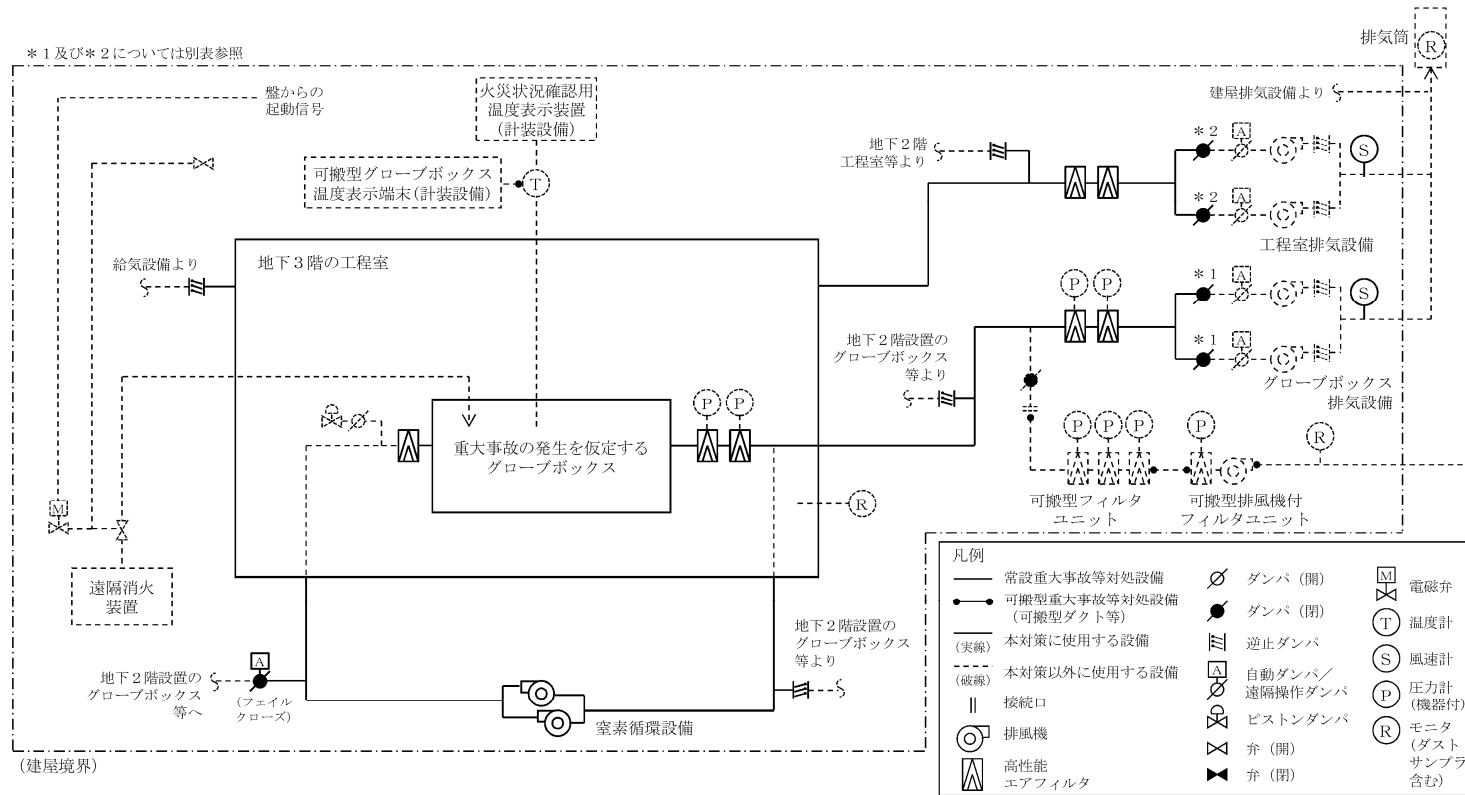 ＊１及び＊２については別表参照
排気筒
R
盤からの
起動信号
火災状況確認用
温度表示装置
(計装設備)
建屋排気設備より
可搬型グローブボックス
温度表示端末(計装設備)
T
地下２階
工程室等より
＊２
A
S
＊２
A
工程室排気設備
給気設備より
地下３階の工程室
P
P
＊１
A
S
地下２階設置の
グローブボックス
等より
＊１
A
グローブボックス
排気設備
P
P
重大事故の発生を仮定する
グローブボックス
P
P
P
P
R
可搬型フィルタ
ユニット
可搬型排風機付
フィルタユニット
R
M
遠隔消火
装置
地下２階設置の
グローブボックス
等へ
A
(フェイル
クローズ)
窒素循環設備
地下２階設置の
グローブボックス
等より
(建屋境界)
凡例
常設重大事故等対処設備
可搬型重大事故等対処設備
(可搬型ダクト等)
(実線)
本対策に使用する設備
(破線)
本対策以外に使用する設備
接続口
排風機
高性能
エアフィルタ
ダンパ（開）
ダンパ（閉）
逆止ダンパ
A
自動ダンパ／
遠隔操作ダンパ
ピストンダンパ
弁（開）
弁（閉）
M
電磁弁
T
温度計
S
風速計
P
圧力計
(機器付)
R
モニタ
(ダスト
サンプラ
含む)